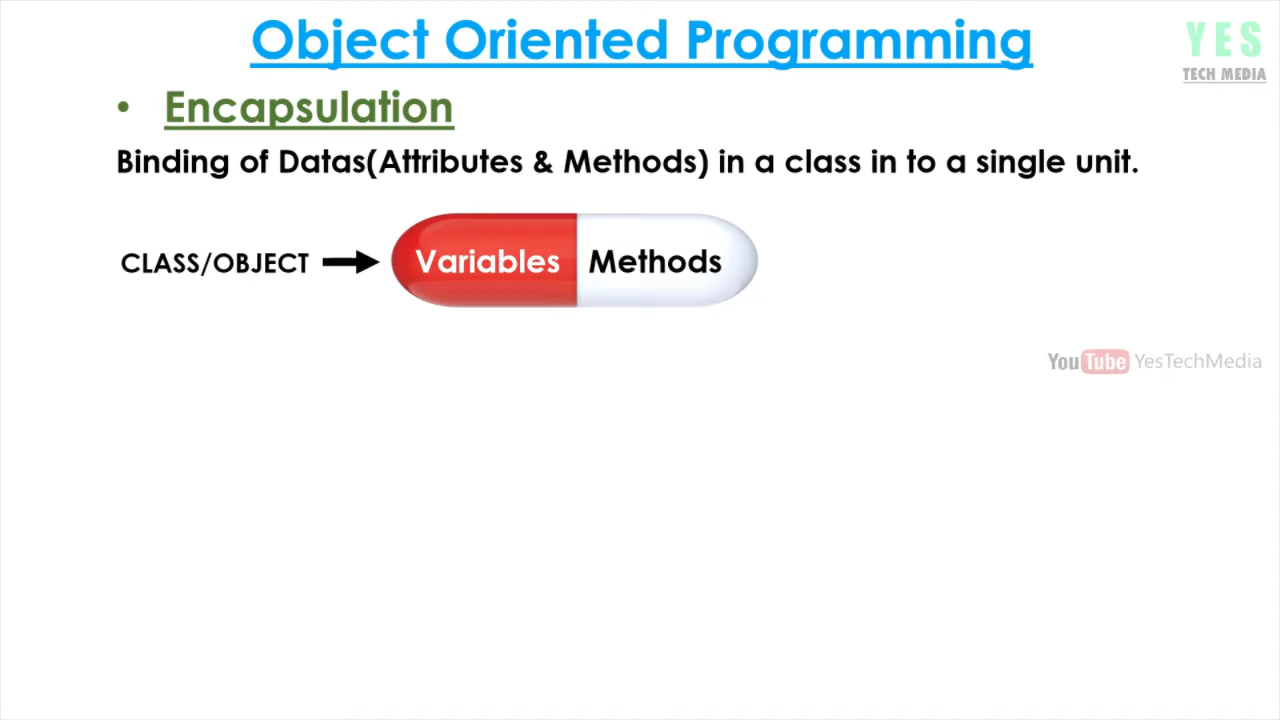 Object Oriented Programming
YES
TECH MEDIA
• Encapsulation
Binding of Datas(Attributes & Methods) in a class in to a single unit.
CLASS/OBJECT
Variables Methods
YouTube YesTechMedia